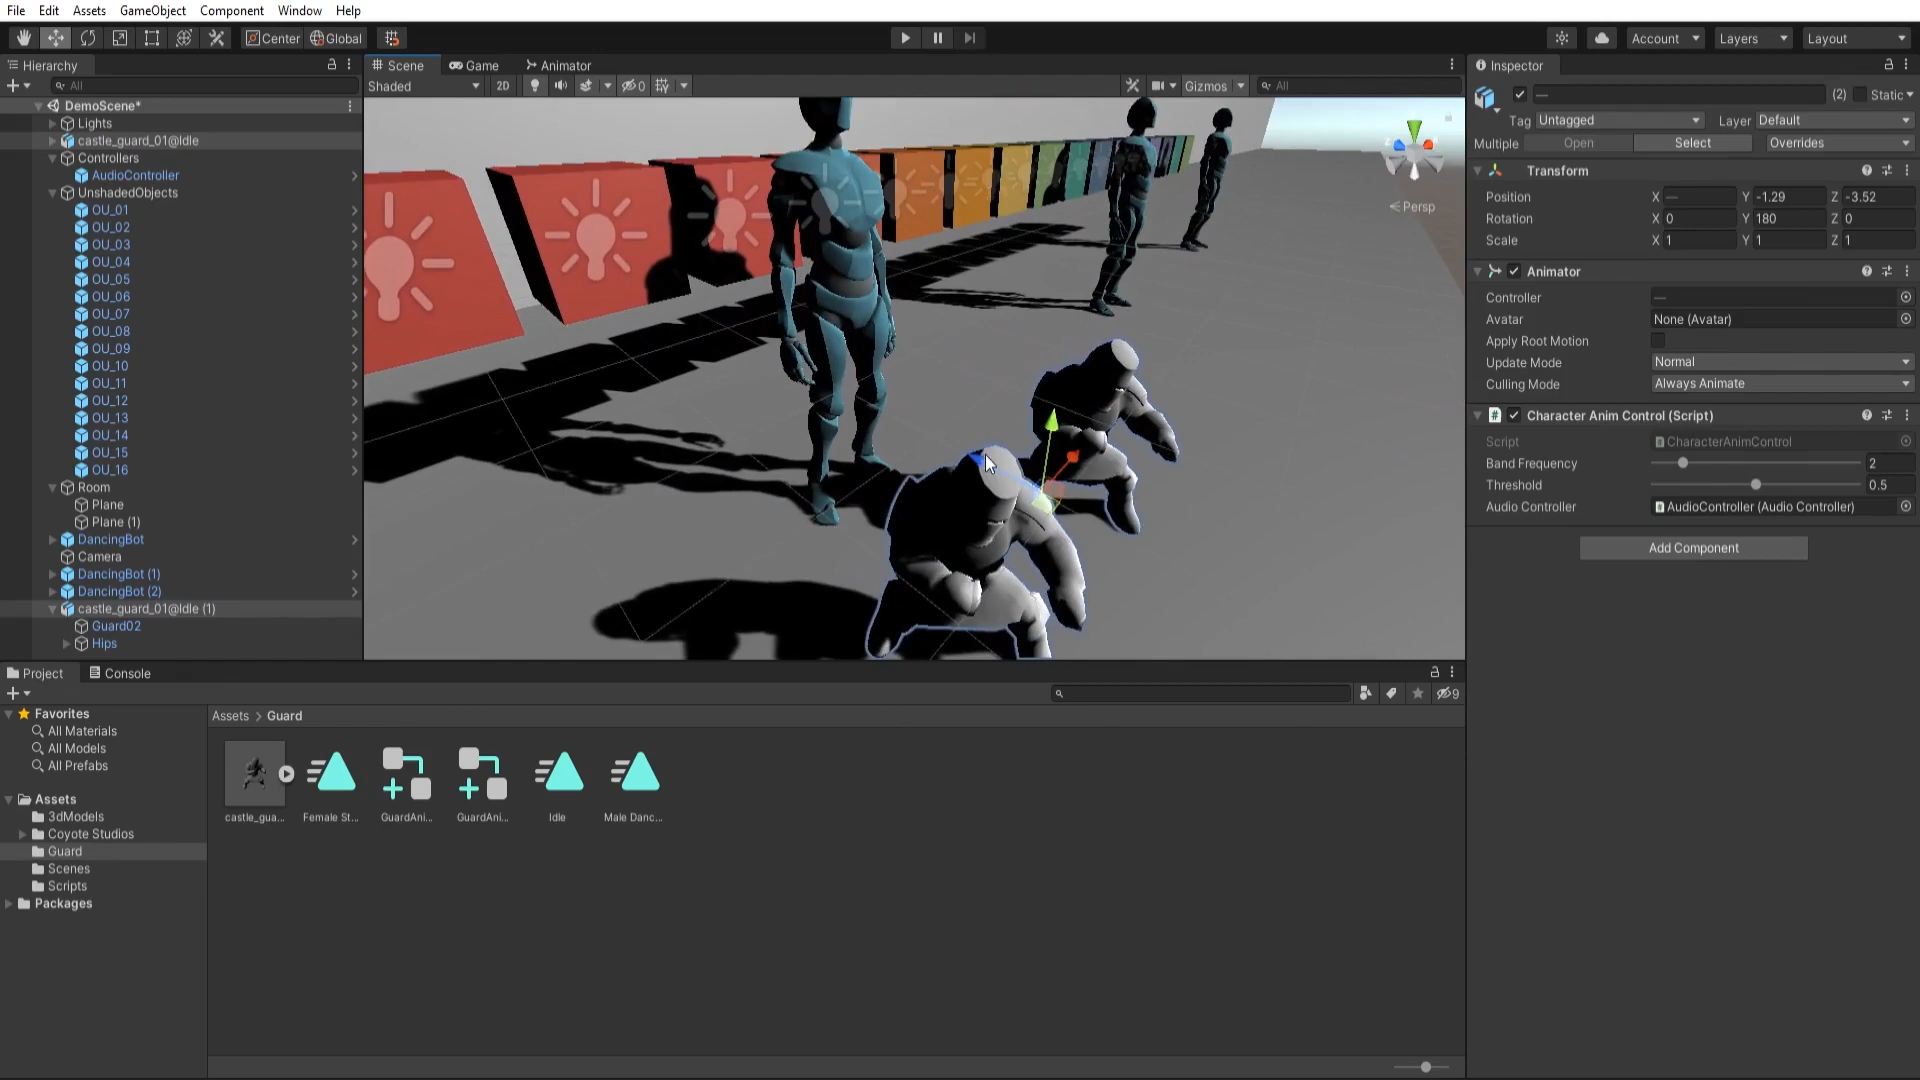 File Edit Assets GameObject Component Window Help
Center Global Account Layers Layout
Hierarchy
All
DemoScene*
Lights
castle_guard_01@Idle
Controllers
AudioController
UnshadedObjects
OU_01
OU_02
OU_03
OU_04
OU_05
OU_06
OU_07
OU_08
OU_09
OU_10
OU_11
OU_12
OU_13
OU_14
OU_15
OU_16
Room
Plane
Plane (1)
DancingBot
Camera
DancingBot (1)
DancingBot (2)
castle_guard_01@Idle (1)
Guard02
Hips
Scene Game Animator
Shaded 2D 0 Gizmos All
Persp
Inspector
— (2) Static
Tag Untagged Layer Default
Multiple Open Select Overrides
Transform
Position X — Y -1.29 Z -3.52
Rotation X 0 Y 180 Z 0
Scale X 1 Y 1 Z 1
Animator
Controller —
Avatar None (Avatar)
Apply Root Motion
Update Mode Normal
Culling Mode Always Animate
Character Anim Control (Script)
Script CharacterAnimControl
Band Frequency 2
Threshold 0.5
Audio Controller AudioController (Audio Controller)
Add Component
Project Console
9
Favorites
All Materials
All Models
All Prefabs
Assets
3dModels
Coyote Studios
Guard
Scenes
Scripts
Packages
Assets > Guard
castle_gua... Female St... GuardAni... GuardAni... Idle Male Danc...